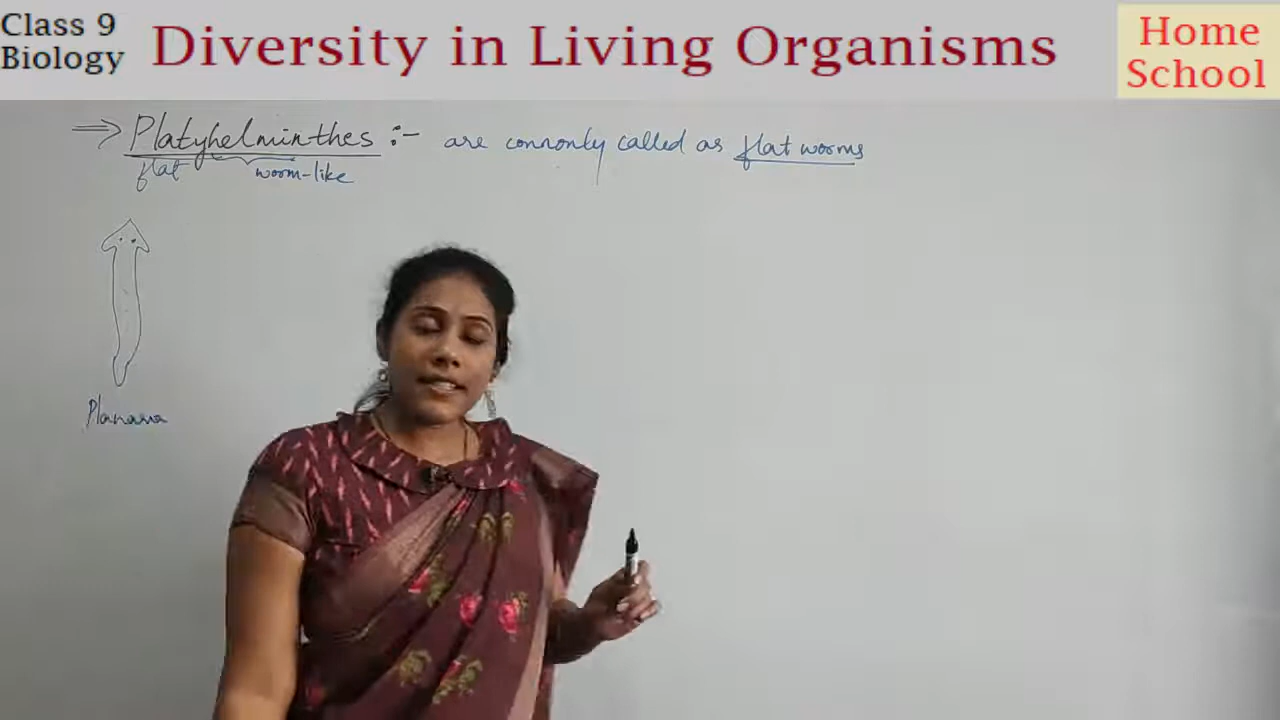 Class 9
Biology
Diversity in Living Organisms
Home
School
⇒ Platyhelminthes :- are connonly called as flat worms
flat worm-like
Planaria